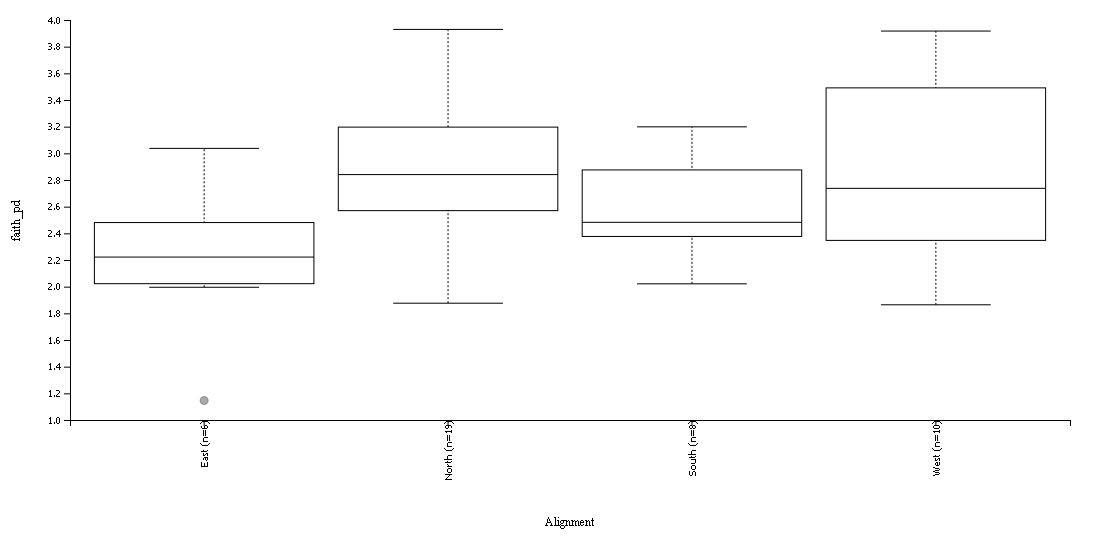 4.0
3.8
3.6
3.4
3.2
3.0
2.8
2.6
2.4
2.2
2.0
1.8
1.6
1.4
1.2
1.0
faith_pd
East (n=6)
North (n=19)
South (n=8)
West (n=10)
Alignment